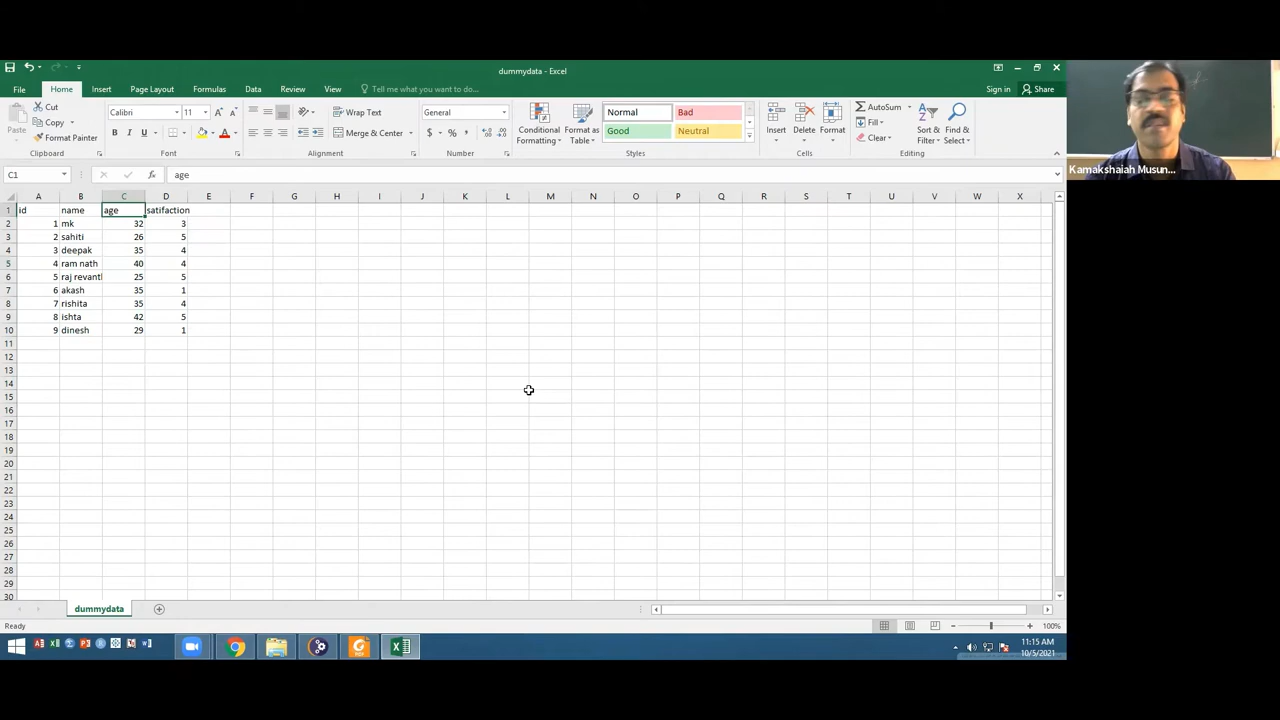 dummydata - Excel
File Home Insert Page Layout Formulas Data Review View Tell me what you want to do... Sign in Share
Cut
Copy
Format Painter
Paste
Clipboard
Calibri 11
B I U
Font
Wrap Text
Merge & Center
Alignment
General
$ % ,
Number
Conditional Formatting
Format as Table
Normal Bad
Good Neutral
Styles
Insert Delete Format
Cells
AutoSum
Fill
Clear
Sort & Filter
Find & Select
Editing
Kamakshaiah Musun...
C1 fx age
A B C D E F G H I J K L M N O P Q R S T U V W X
1 id name age satifaction
2 1 mk 32 3
3 2 sahiti 26 5
4 3 deepak 35 4
5 4 ram nath 40 4
6 5 raj revantl 25 5
7 6 akash 35 1
8 7 rishita 35 4
9 8 ishta 42 5
10 9 dinesh 29 1
11
12
13
14
15
16
17
18
19
20
21
22
23
24
25
26
27
28
29
30
dummydata
Ready 100%
11:15 AM
10/5/2021